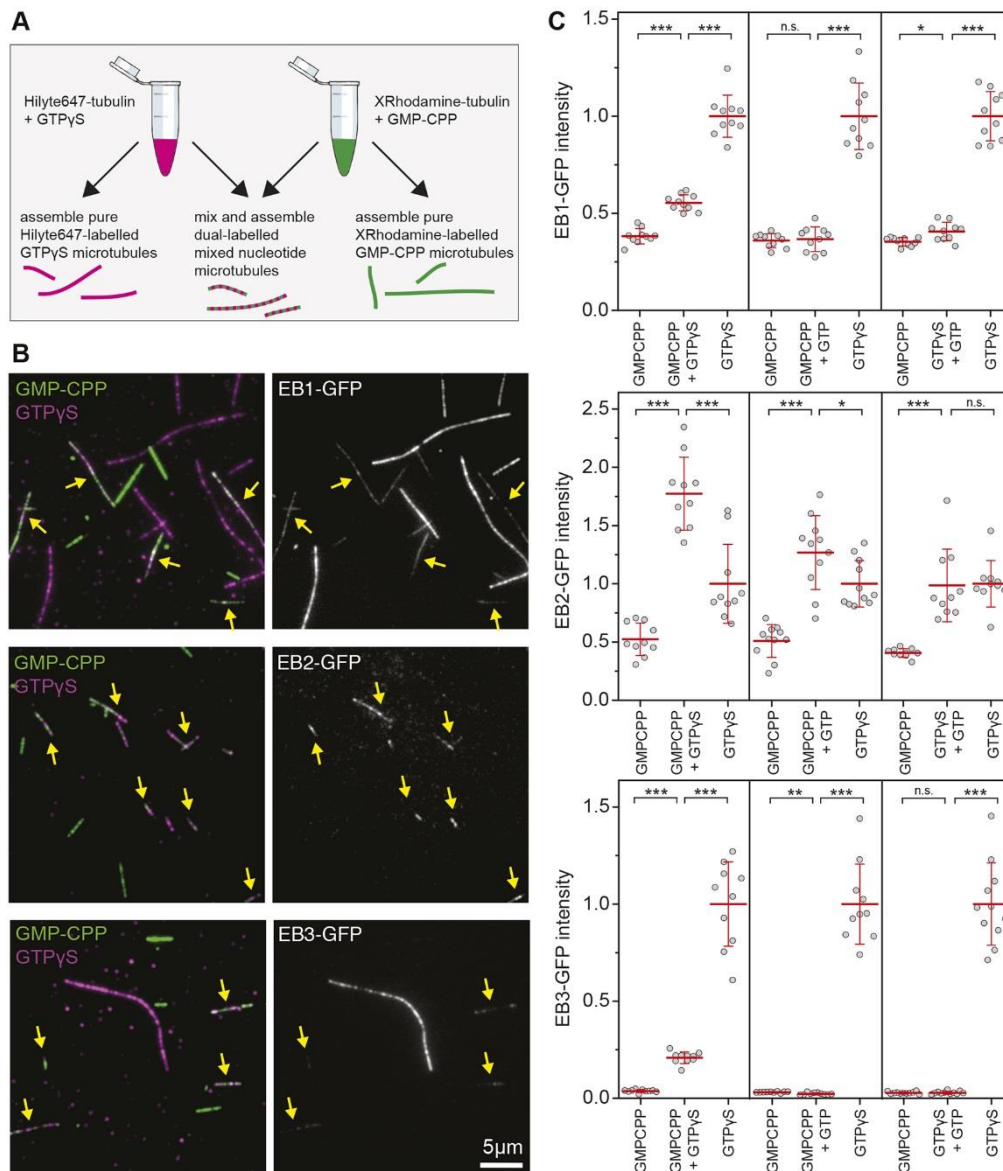 A
Hilyte647-tubulin
+ GTPγS
XRhodamine-tubulin
+ GMP-CPP
assemble pure
Hilyte647-labelled
GTPγS microtubules
mix and assemble
dual-labelled
mixed nucleotide
microtubules
assemble pure
XRhodamine-labelled
GMP-CPP microtubules
B
GMP-CPP
GTPγS
EB1-GFP
GMP-CPP
GTPγS
EB2-GFP
GMP-CPP
GTPγS
EB3-GFP
5μm
C
EB1-GFP intensity
1.5
1.0
0.5
0.0
*** ***
n.s. ***
* ***
GMPCPP
GMPCPP
+ GTPγS
GTPγS
GMPCPP
GMPCPP
+ GTP
GTPγS
GMPCPP
GTPγS
+ GTP
GTPγS
EB2-GFP intensity
2.5
2.0
1.5
1.0
0.5
0.0
*** ***
*** *
*** n.s.
GMPCPP
GMPCPP
+ GTPγS
GTPγS
GMPCPP
GMPCPP
+ GTP
GTPγS
GMPCPP
GTPγS
+ GTP
GTPγS
EB3-GFP intensity
1.5
1.0
0.5
0.0
*** ***
** ***
n.s. ***
GMPCPP
GMPCPP
+ GTPγS
GTPγS
GMPCPP
GMPCPP
+ GTP
GTPγS
GMPCPP
GTPγS
+ GTP
GTPγS